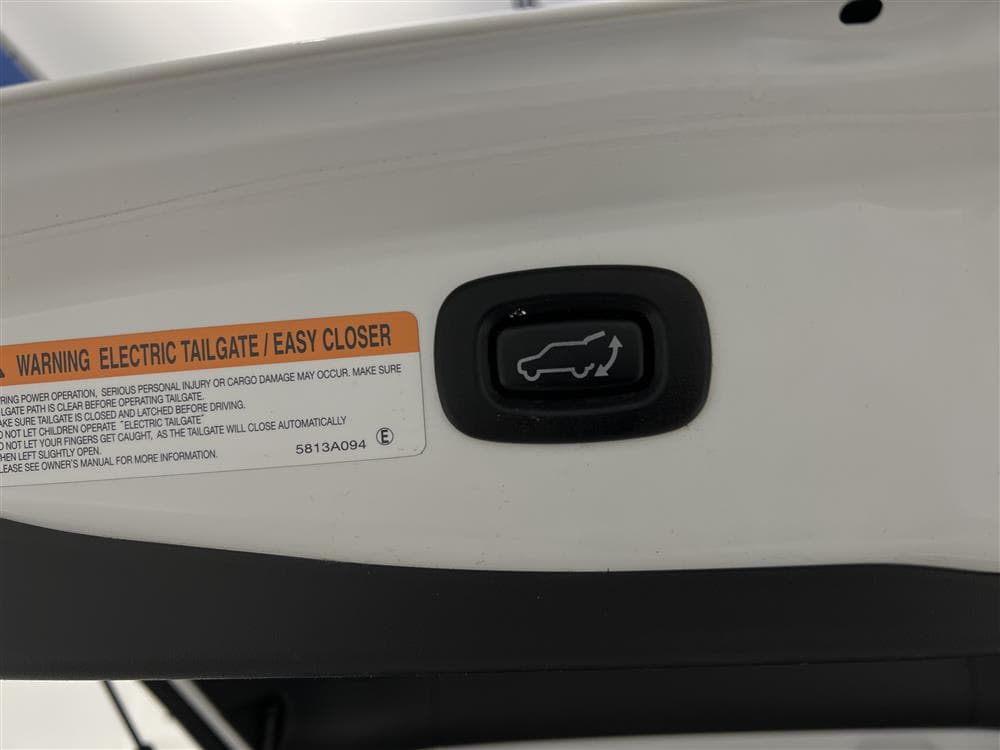 WARNING ELECTRIC TAILGATE / EASY CLOSER
RING POWER OPERATION, SERIOUS PERSONAL INJURY OR CARGO DAMAGE MAY OCCUR. MAKE SURE
LGATE PATH IS CLEAR BEFORE OPERATING TAILGATE.
AKE SURE TAILGATE IS CLOSED AND LATCHED BEFORE DRIVING.
O NOT LET CHILDREN OPERATE "ELECTRIC TAILGATE"
O NOT LET YOUR FINGERS GET CAUGHT, AS THE TAILGATE WILL CLOSE AUTOMATICALLY
HEN LEFT SLIGHTLY OPEN.
LEASE SEE OWNER'S MANUAL FOR MORE INFORMATION.
5813A094 E